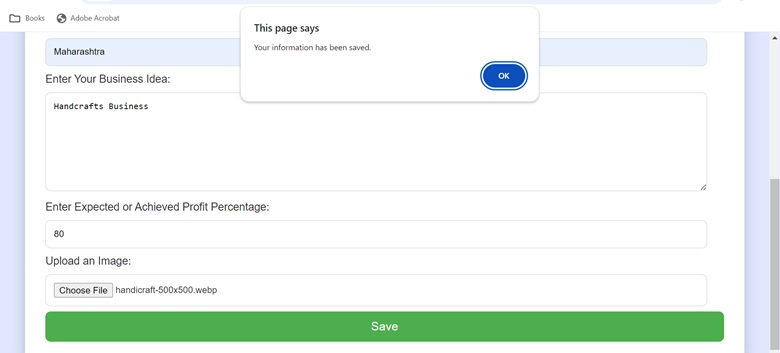 Books
Adobe Acrobat
This page says
Your information has been saved.
OK
Maharashtra
Enter Your Business Idea:
Handcrafts Business
Enter Expected or Achieved Profit Percentage:
80
Upload an Image:
Choose File handicraft-500x500.webp
Save